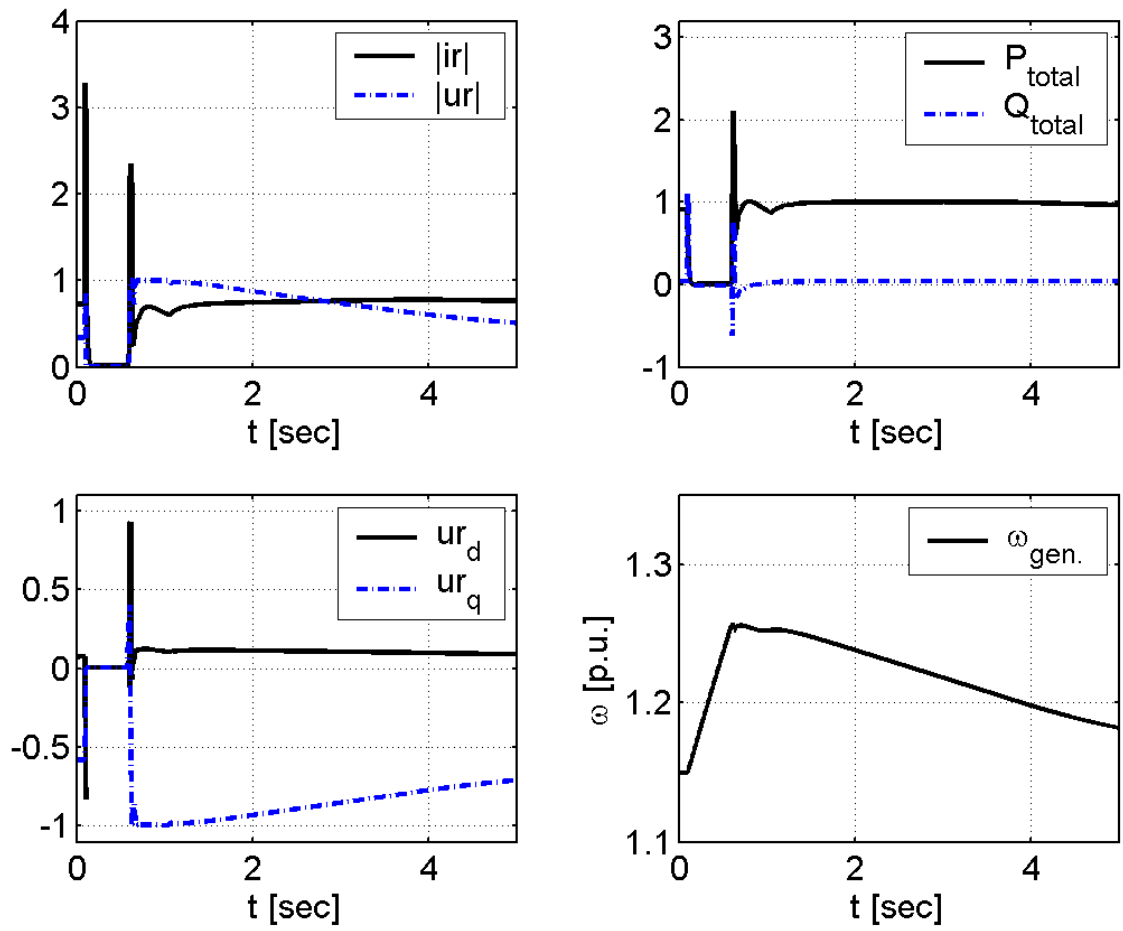 4
3
2
1
0
|ir|
|ur|
0
2
4
t [sec]
3
2
1
0
-1
P_total
Q_total
0
2
4
t [sec]
1
0.5
0
-0.5
-1
ur_d
ur_q
0
2
4
t [sec]
ω [p.u.]
1.3
1.2
1.1
ω_gen.
0
2
4
t [sec]